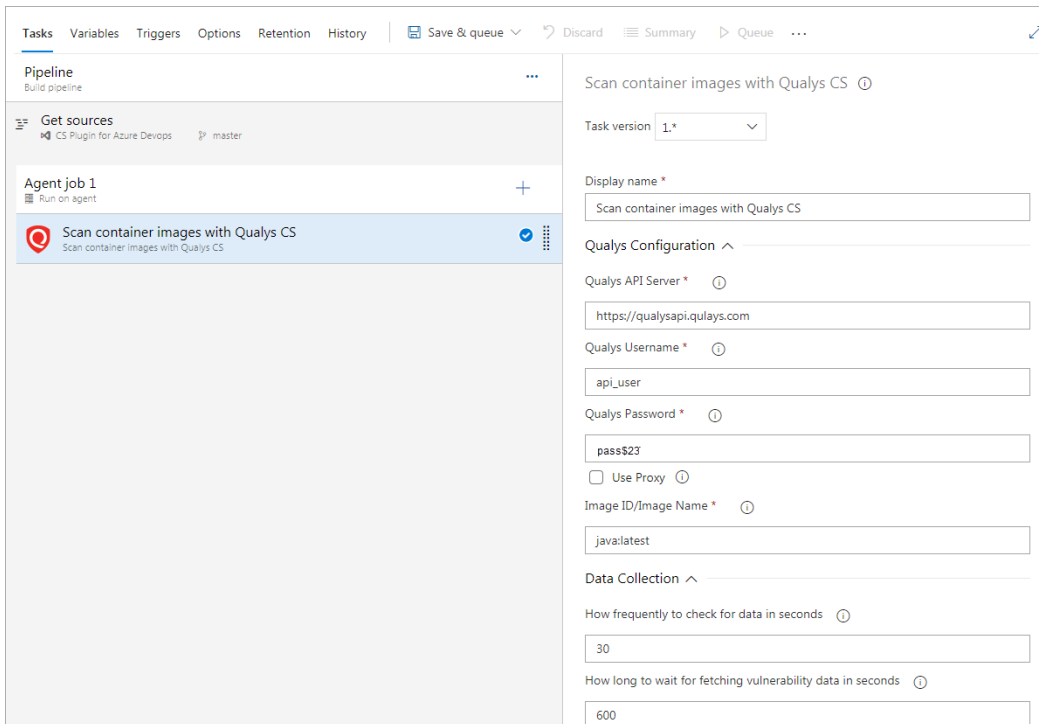 Tasks Variables Triggers Options Retention History Save & queue Discard Summary Queue ...
Pipeline ...
Build pipeline
Get sources
CS Plugin for Azure Devops master
Agent job 1
Run on agent
Scan container images with Qualys CS
Scan container images with Qualys CS
Scan container images with Qualys CS
Task version 1.*
Display name *
Scan container images with Qualys CS
Qualys Configuration
Qualys API Server *
https://qualysapi.qulays.com
Qualys Username *
api_user
Qualys Password *
pass$23
Use Proxy
Image ID/Image Name *
java:latest
Data Collection
How frequently to check for data in seconds
30
How long to wait for fetching vulnerability data in seconds
600